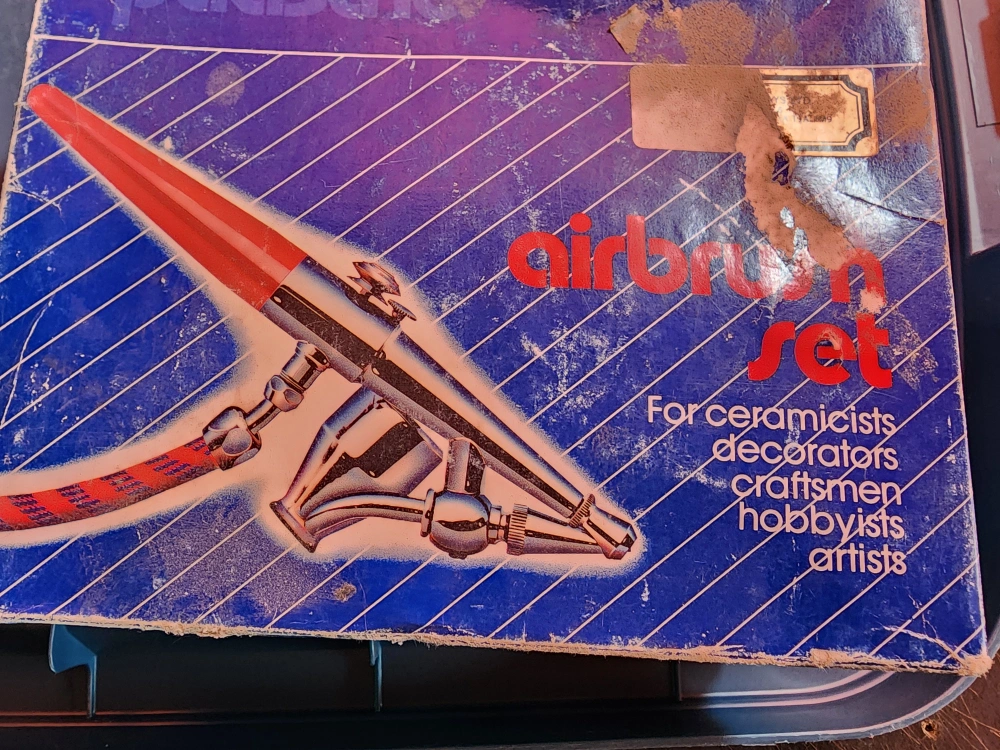 airbrush
set
For ceramicists
decorators
craftsmen
hobbyists
artists